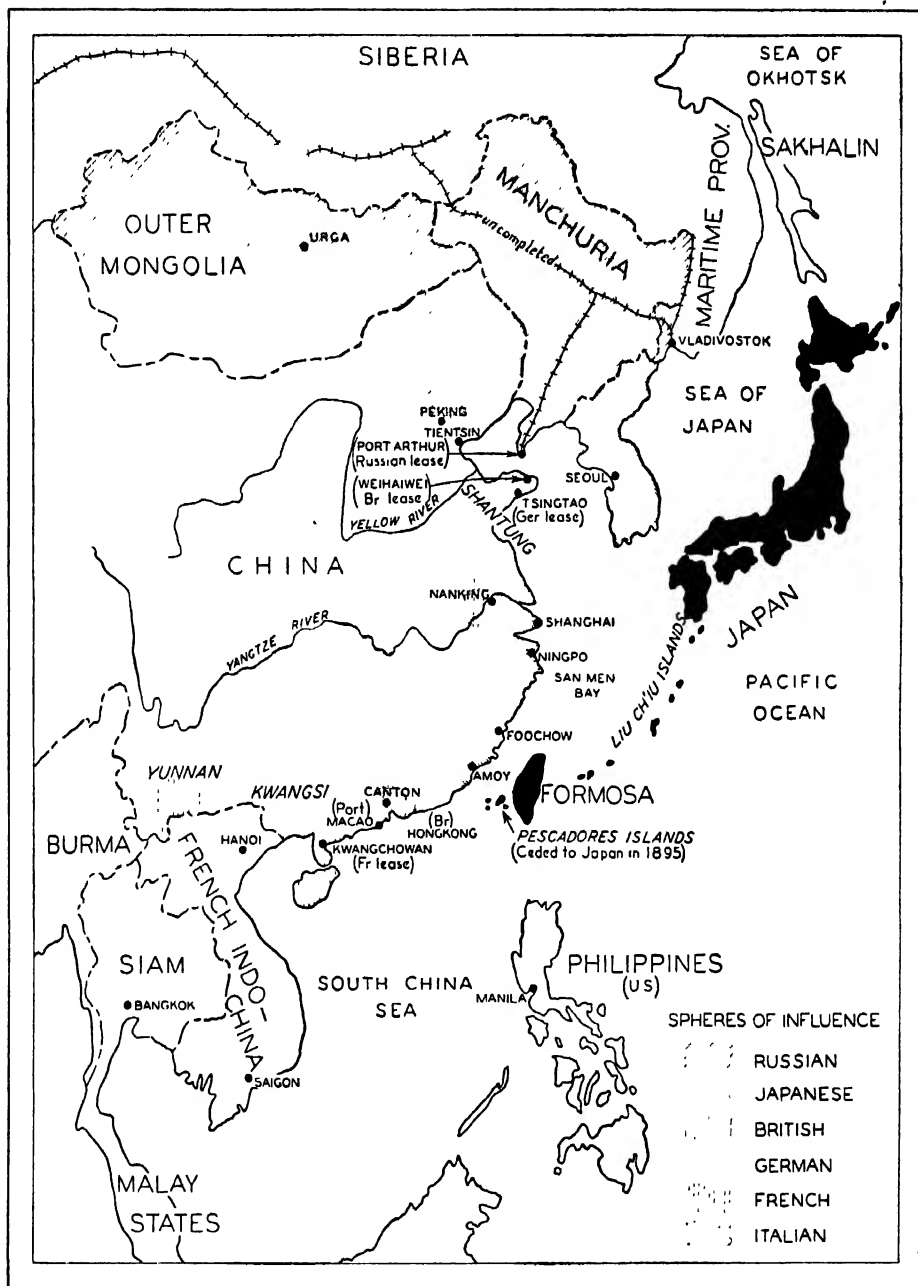 SIBERIA
SEA OF
OKHOTSK
SAKHALIN
MARITIME PROV.
MANCHURIA
uncompleted
OUTER
MONGOLIA
URGA
VLADIVOSTOK
SEA OF
JAPAN
PEKING
TIENTSIN
(PORT ARTHUR
Russian lease)
(WEIHAIWEI
Br lease)
SEOUL
TSINGTAO
(Ger lease)
YELLOW RIVER
SHANTUNG
CHINA
NANKING
SHANGHAI
YANGTZE RIVER
NINGPO
SAN MEN
BAY
JAPAN
LIU CH'IU ISLANDS
PACIFIC
OCEAN
FOOCHOW
YUNNAN
AMOY
KWANGSI
CANTON
FORMOSA
(Port)
MACAO
(Br)
HONGKONG
BURMA
HANOI
KWANGCHOWAN
(Fr lease)
PESCADORES ISLANDS
(Ceded to Japan in 1895)
FRENCH INDO-
CHINA
SIAM
BANGKOK
SOUTH CHINA
SEA
PHILIPPINES
(US)
MANILA
SAIGON
MALAY
STATES
SPHERES OF INFLUENCE
RUSSIAN
JAPANESE
BRITISH
GERMAN
FRENCH
ITALIAN